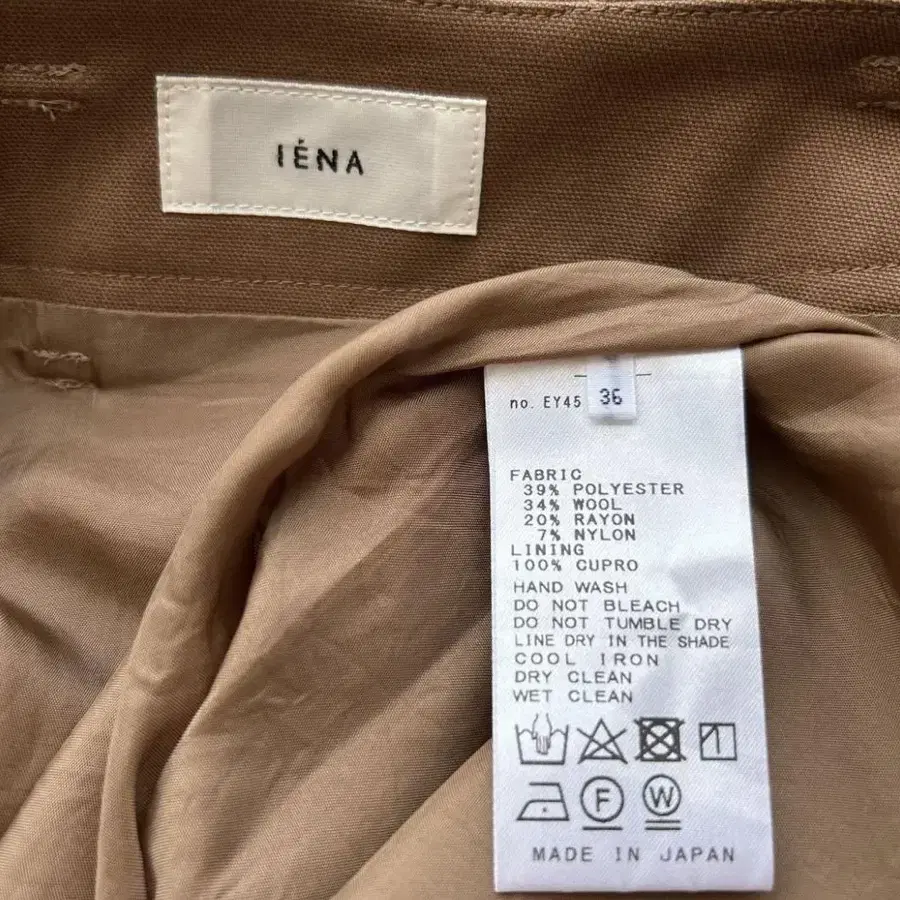 IÉNA
no. EY45 36
FABRIC
39% POLYESTER
34% WOOL
20% RAYON
7% NYLON
LINING
100% CUPRO
HAND WASH
DO NOT BLEACH
DO NOT TUMBLE DRY
LINE DRY IN THE SHADE
COOL IRON
DRY CLEAN
WET CLEAN
F W
MADE IN JAPAN